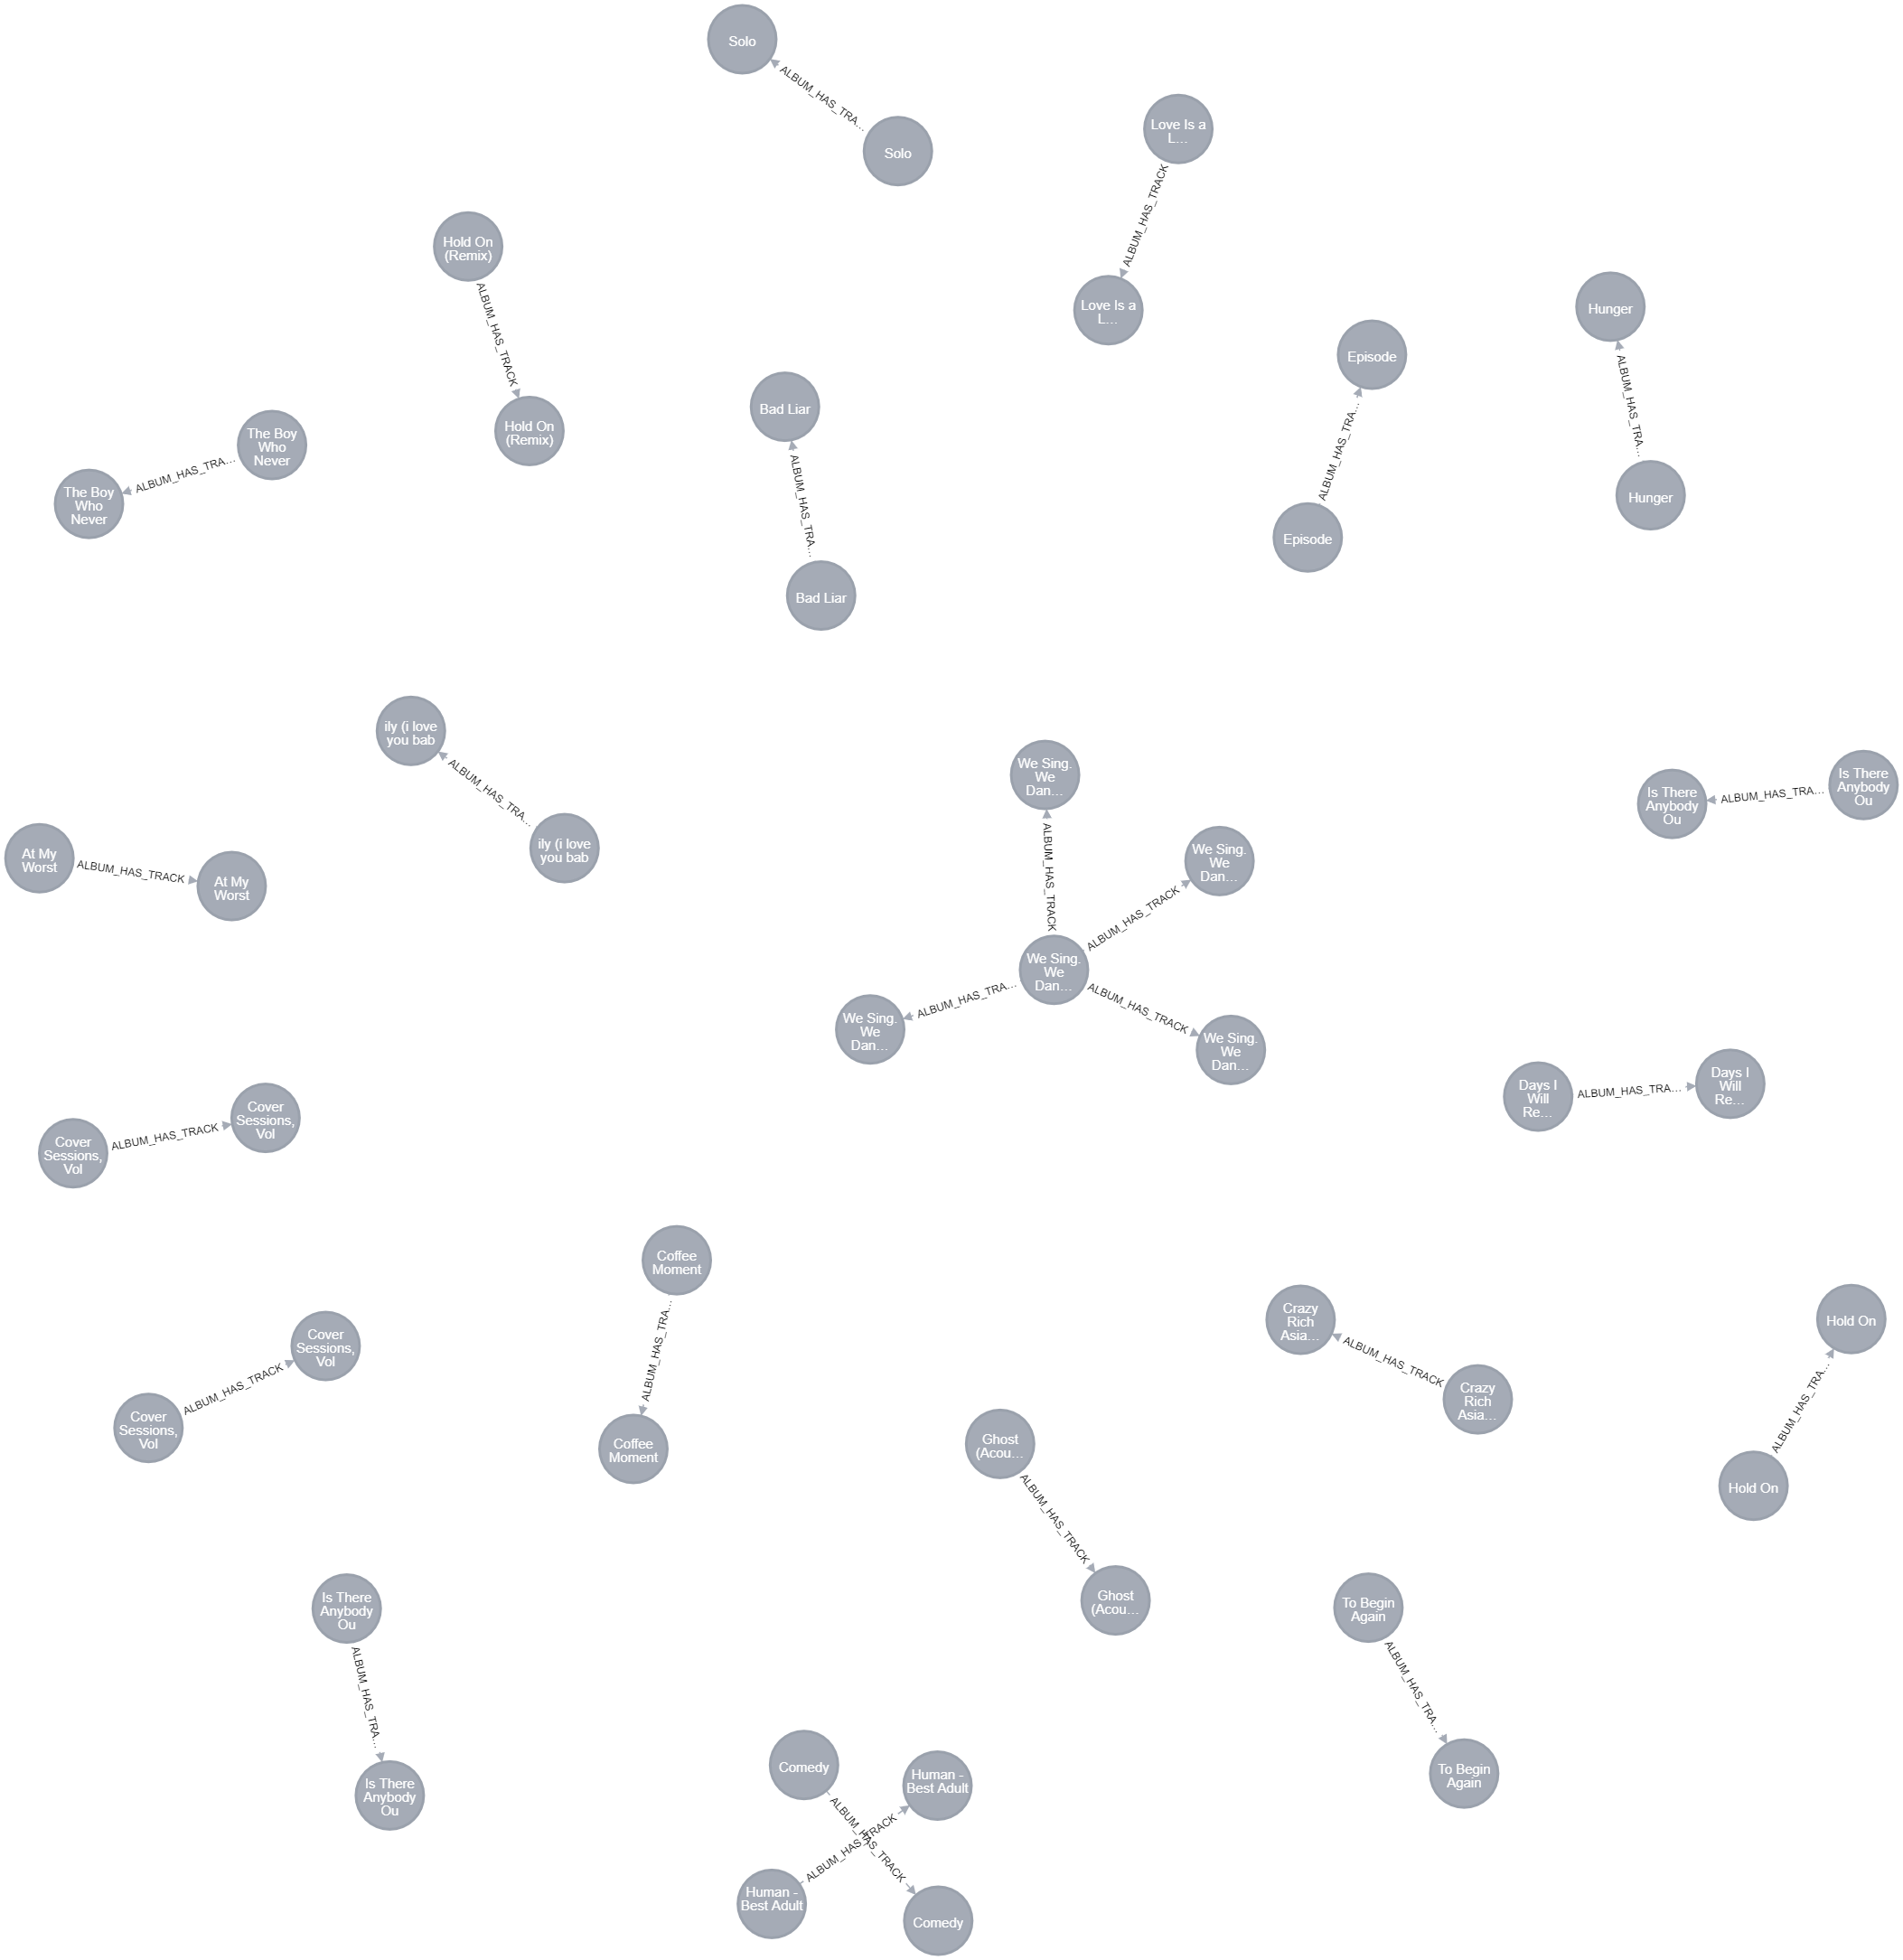 Solo
ALBUM_HAS_TRA…
Solo
Love Is a
L…
ALBUM_HAS_TRACK
Love Is a
L…
Hold On
(Remix)
ALBUM_HAS_TRACK
Hold On
(Remix)
The Boy
Who
Never
ALBUM_HAS_TRA…
The Boy
Who
Never
Bad Liar
ALBUM_HAS_TRA…
Bad Liar
Episode
ALBUM_HAS_TRA…
Episode
Hunger
ALBUM_HAS_TRA…
Hunger
ily (i love
you bab
ALBUM_HAS_TRA…
ily (i love
you bab
At My
Worst
ALBUM_HAS_TRACK
At My
Worst
We Sing.
We
Dan…
ALBUM_HAS_TRACK
We Sing.
We
Dan…
ALBUM_HAS_TRACK
We Sing.
We
Dan…
ALBUM_HAS_TRA…
We Sing.
We
Dan…
ALBUM_HAS_TRACK
We Sing.
We
Dan…
Is There
Anybody
Ou
ALBUM_HAS_TRA…
Is There
Anybody
Ou
Days I
Will
Re…
ALBUM_HAS_TRA…
Days I
Will
Re…
Cover
Sessions,
Vol
ALBUM_HAS_TRACK
Cover
Sessions,
Vol
Coffee
Moment
ALBUM_HAS_TRA…
Coffee
Moment
Cover
Sessions,
Vol
ALBUM_HAS_TRACK
Cover
Sessions,
Vol
Crazy
Rich
Asia…
ALBUM_HAS_TRACK
Crazy
Rich
Asia…
Hold On
ALBUM_HAS_TRA…
Hold On
Ghost
(Acou…
ALBUM_HAS_TRACK
Ghost
(Acou…
Is There
Anybody
Ou
ALBUM_HAS_TRA…
Is There
Anybody
Ou
To Begin
Again
ALBUM_HAS_TRA…
To Begin
Again
Comedy
ALBUM_HAS_TRACK
Comedy
Human -
Best Adult
ALBUM_HAS_TRACK
Human -
Best Adult